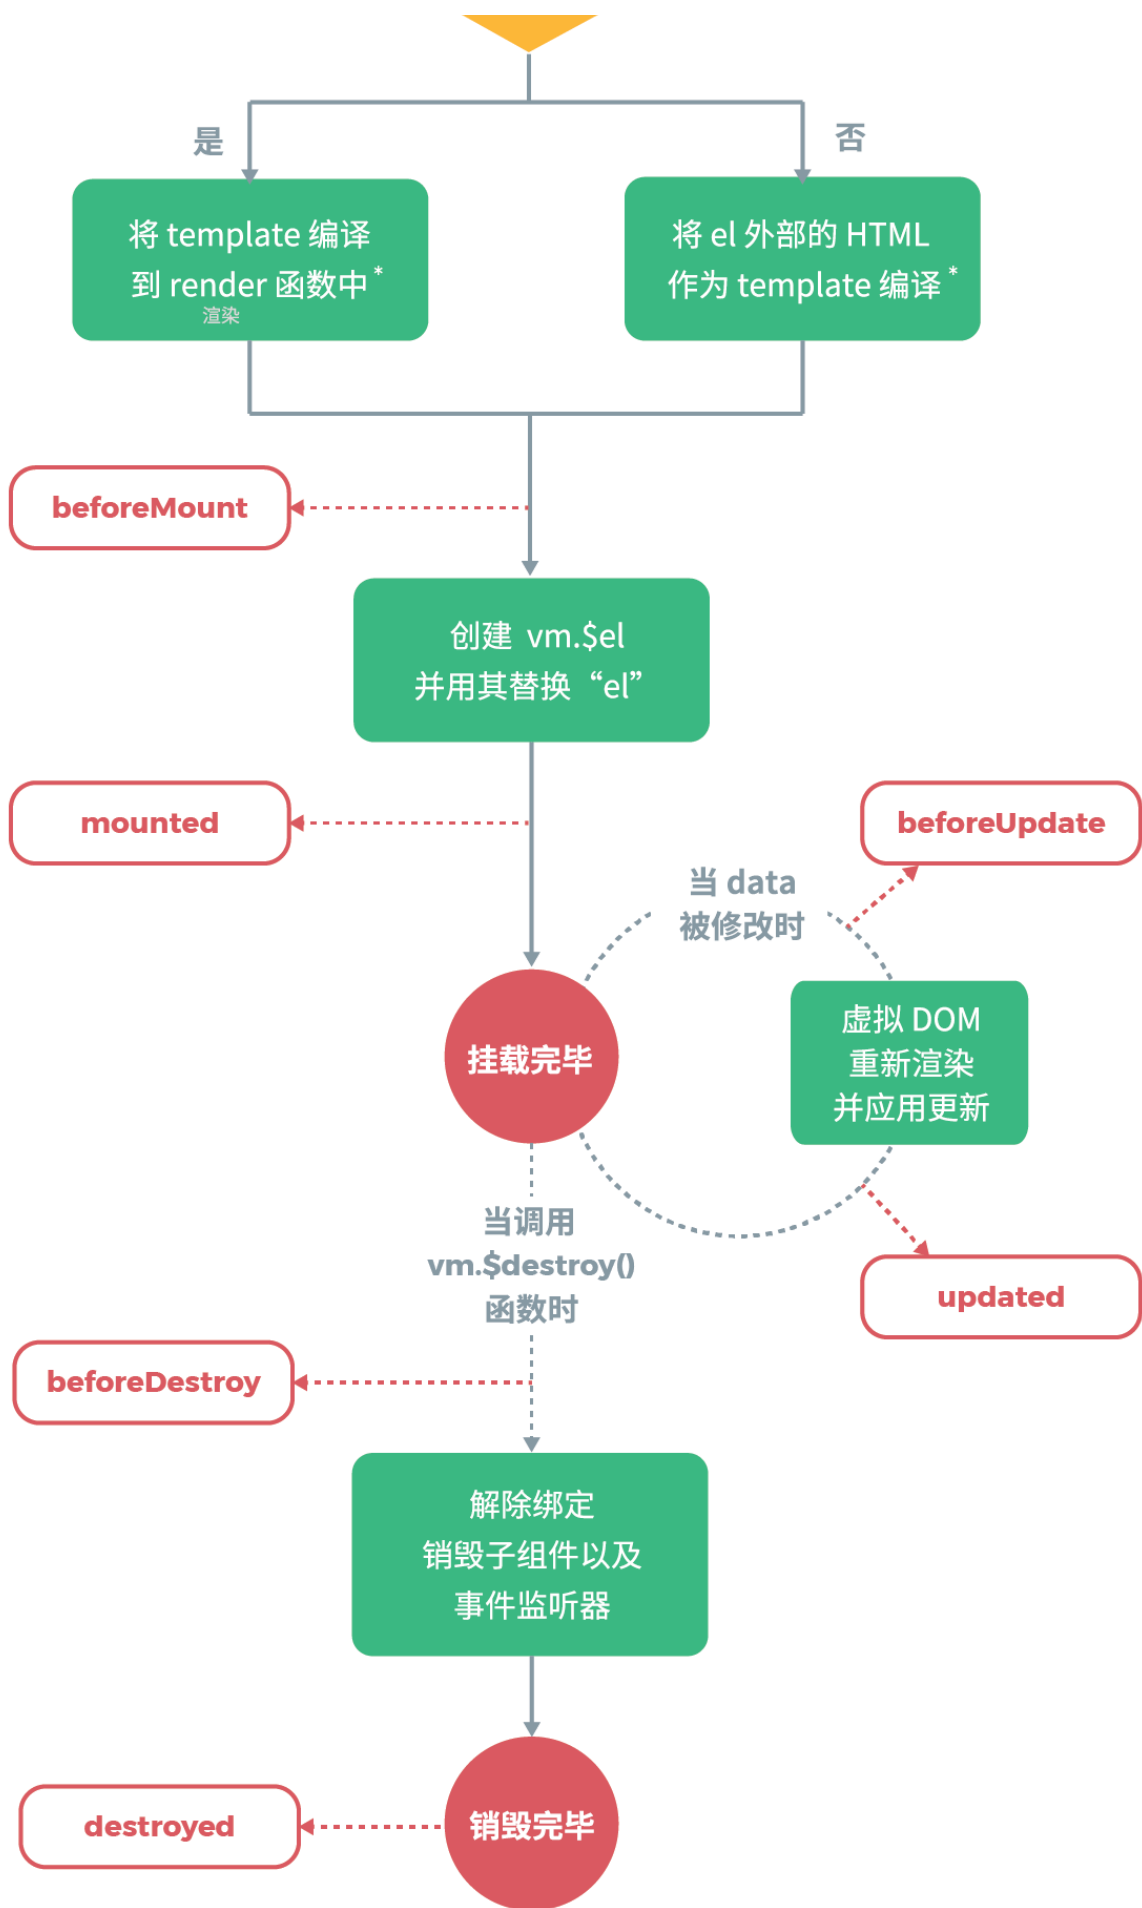 是
否
将 template 编译
到 render 函数中*
渲染
将 el 外部的 HTML
作为 template 编译*
beforeMount
创建 vm.$el
并用其替换“el”
mounted
beforeUpdate
当 data
被修改时
挂载完毕
虚拟 DOM
重新渲染
并应用更新
当调用
vm.$destroy()
函数时
updated
beforeDestroy
解除绑定
销毁子组件以及
事件监听器
destroyed
销毁完毕